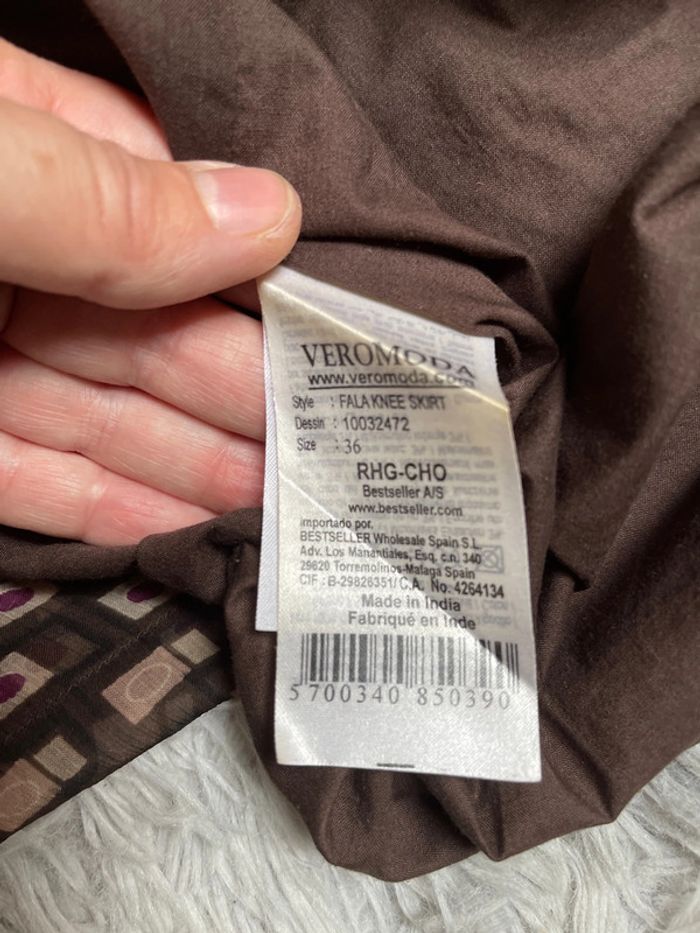 VEROMODA
www.veromoda.com
Style : FALA KNEE SKIRT
Dessin : 10032472
Size : 36
RHG-CHO
Bestseller A/S
www.bestseller.com
importado por.
BESTSELLER Wholesale Spain S.L
Adv. Los Manantiales, Esq. c.n. 340
29620 Torremolinos-Malaga Spain
CIF : B-29826351/ C.A. No. 4264134
Made in India
Fabriqué en Inde
5 700340 850390